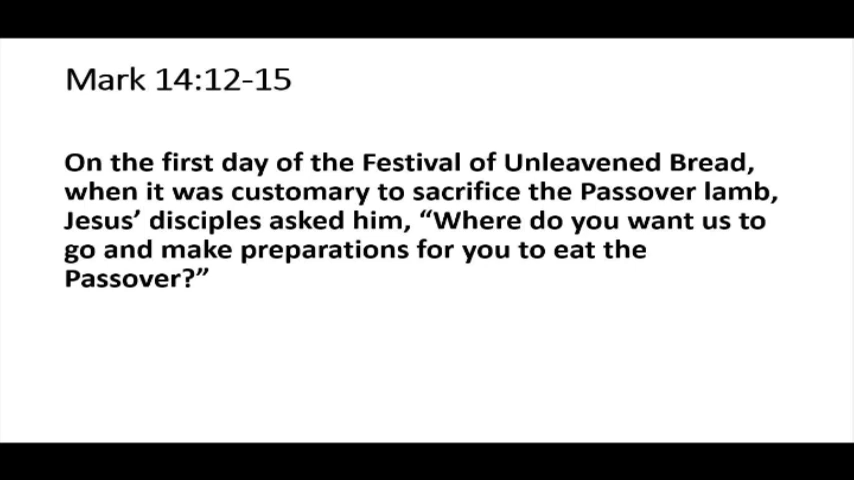 Mark 14:12-15
On the first day of the Festival of Unleavened Bread,
when it was customary to sacrifice the Passover lamb,
Jesus’ disciples asked him, “Where do you want us to
go and make preparations for you to eat the
Passover?”